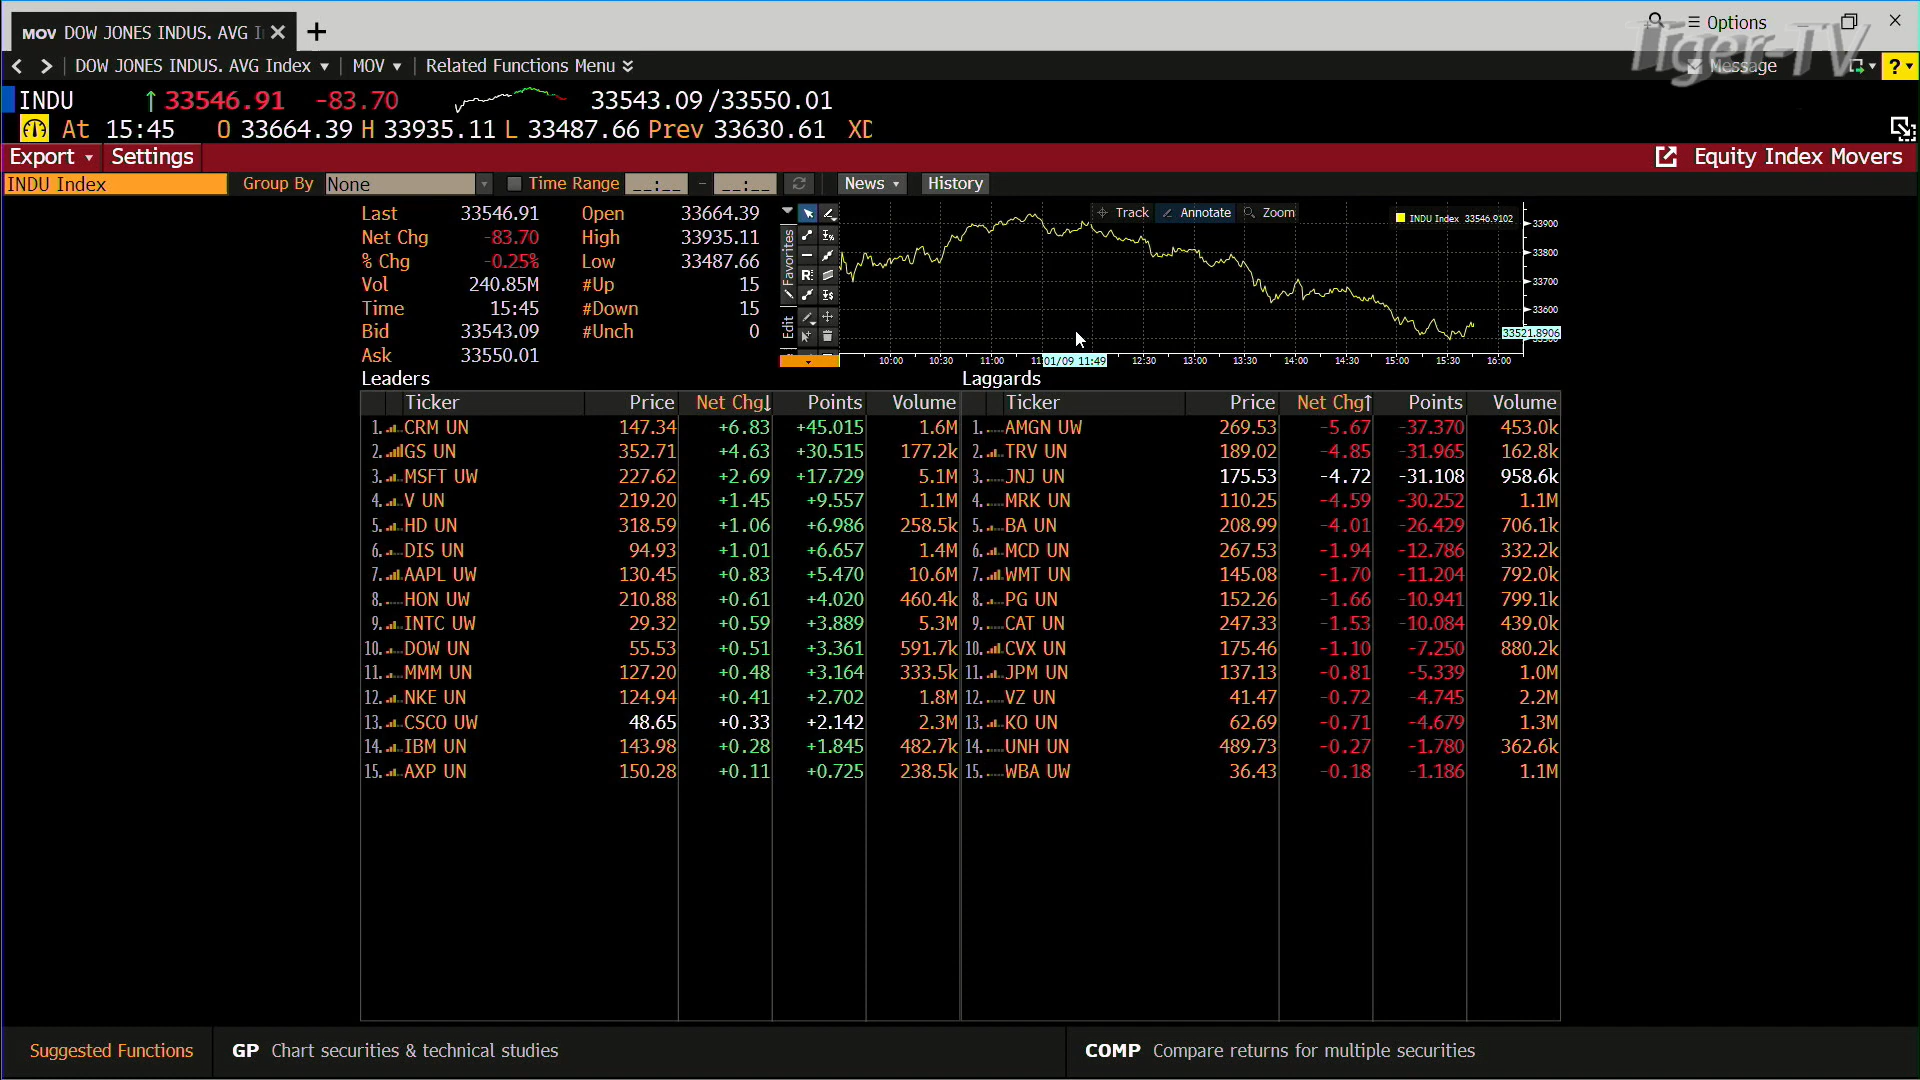 MOV DOW JONES INDUS. AVG I
Options
Tiger-TV
DOW JONES INDUS. AVG Index MOV Related Functions Menu
Message
INDU 33546.91 -83.70 33543.09 /33550.01
At 15:45 O 33664.39 H 33935.11 L 33487.66 Prev 33630.61 XD
Export Settings Equity Index Movers
INDU Index Group By None Time Range __:__ - __:__ News History
Last 33546.91 Open 33664.39
Net Chg -83.70 High 33935.11
% Chg -0.25% Low 33487.66
Vol 240.85M #Up 15
Time 15:45 #Down 15
Bid 33543.09 #Unch 0
Ask 33550.01
Favorites
Edit
Track Annotate Zoom
INDU Index 33546.9102
33900
33800
33700
33600
33521.8906
10:00 10:30 11:00 01/09 11:49 12:30 13:00 13:30 14:00 14:30 15:00 15:30 16:00
Leaders
Ticker Price Net Chg↓ Points Volume
1. CRM UN 147.34 +6.83 +45.015 1.6M
2. GS UN 352.71 +4.63 +30.515 177.2k
3. MSFT UW 227.62 +2.69 +17.729 5.1M
4. V UN 219.20 +1.45 +9.557 1.1M
5. HD UN 318.59 +1.06 +6.986 258.5k
6. DIS UN 94.93 +1.01 +6.657 1.4M
7. AAPL UW 130.45 +0.83 +5.470 10.6M
8. HON UW 210.88 +0.61 +4.020 460.4k
9. INTC UW 29.32 +0.59 +3.889 5.3M
10. DOW UN 55.53 +0.51 +3.361 591.7k
11. MMM UN 127.20 +0.48 +3.164 333.5k
12. NKE UN 124.94 +0.41 +2.702 1.8M
13. CSCO UW 48.65 +0.33 +2.142 2.3M
14. IBM UN 143.98 +0.28 +1.845 482.7k
15. AXP UN 150.28 +0.11 +0.725 238.5k
Laggards
Ticker Price Net Chg↑ Points Volume
1. AMGN UW 269.53 -5.67 -37.370 453.0k
2. TRV UN 189.02 -4.85 -31.965 162.8k
3. JNJ UN 175.53 -4.72 -31.108 958.6k
4. MRK UN 110.25 -4.59 -30.252 1.1M
5. BA UN 208.99 -4.01 -26.429 706.1k
6. MCD UN 267.53 -1.94 -12.786 332.2k
7. WMT UN 145.08 -1.70 -11.204 792.0k
8. PG UN 152.26 -1.66 -10.941 799.1k
9. CAT UN 247.33 -1.53 -10.084 439.0k
10. CVX UN 175.46 -1.10 -7.250 880.2k
11. JPM UN 137.13 -0.81 -5.339 1.0M
12. VZ UN 41.47 -0.72 -4.745 2.2M
13. KO UN 62.69 -0.71 -4.679 1.3M
14. UNH UN 489.73 -0.27 -1.780 362.6k
15. WBA UW 36.43 -0.18 -1.186 1.1M
Suggested Functions GP Chart securities & technical studies COMP Compare returns for multiple securities